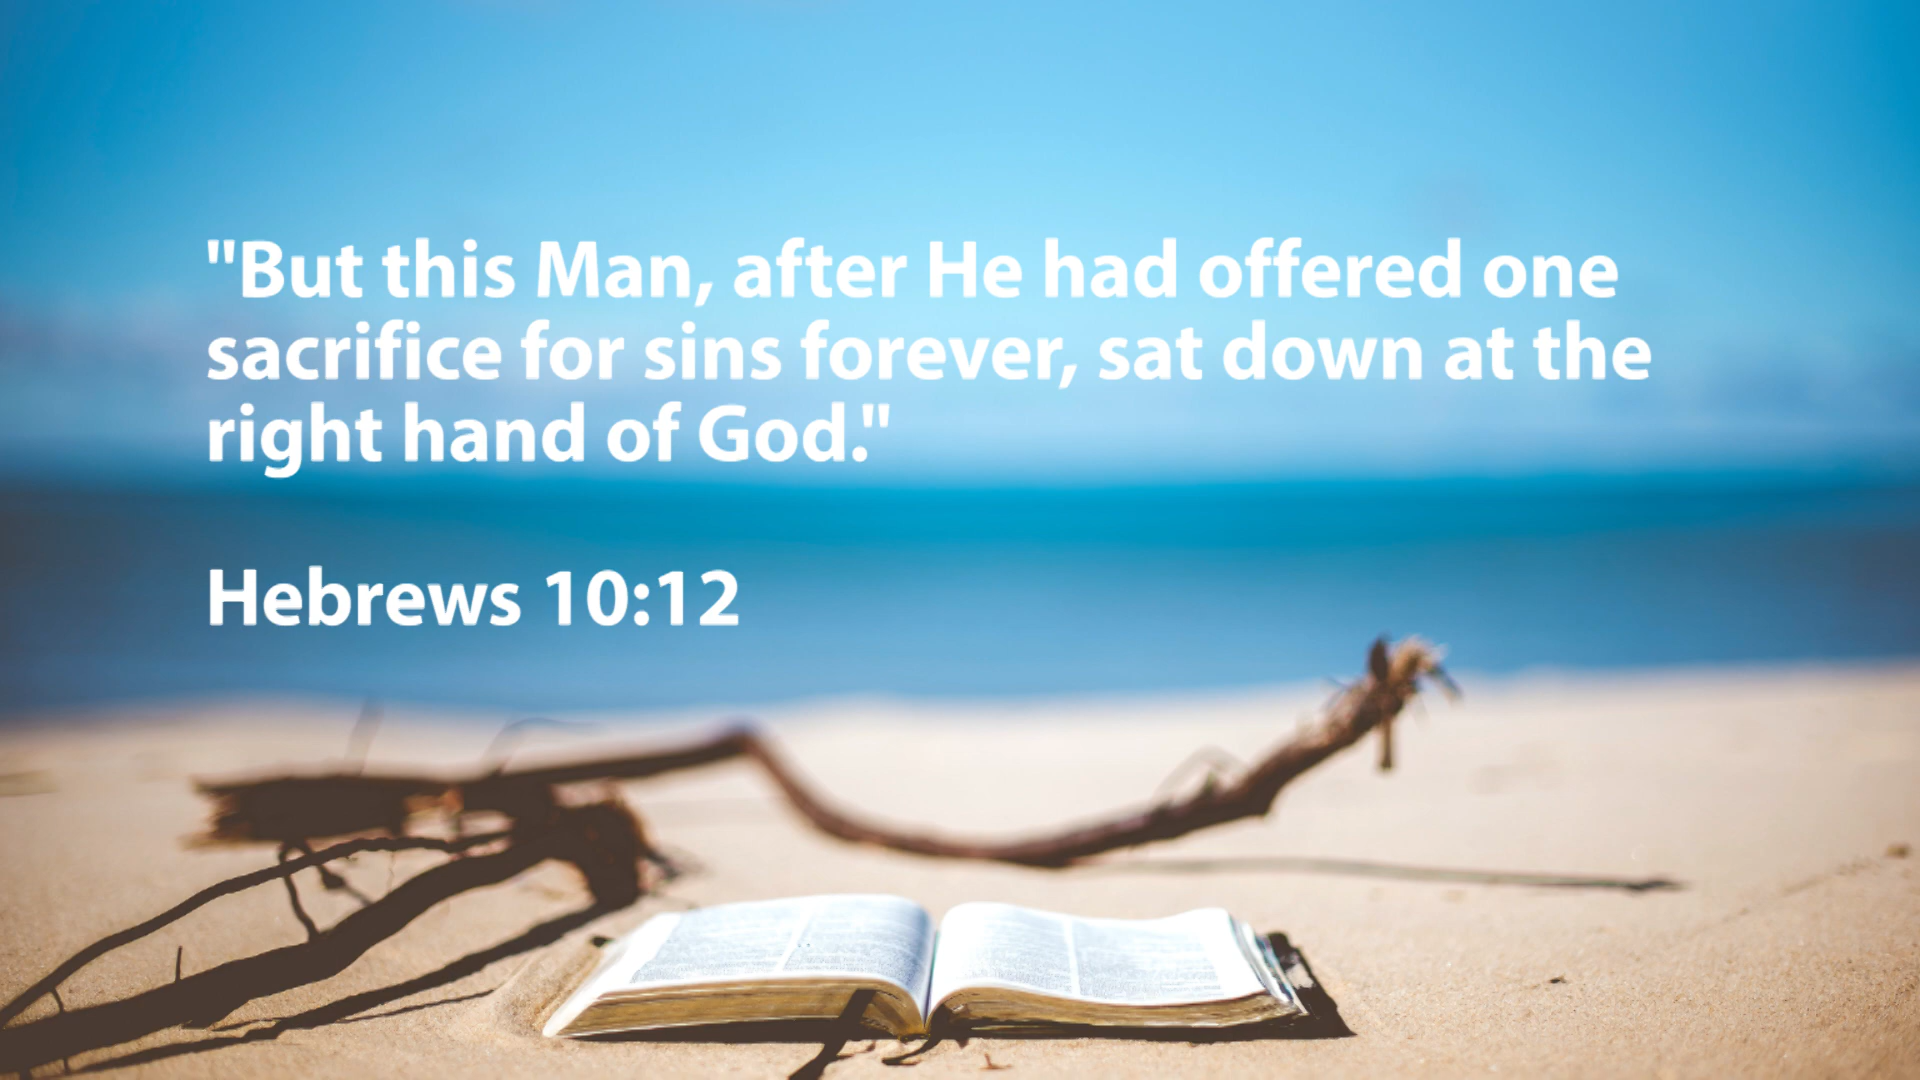 "But this Man, after He had offered one
sacrifice for sins forever, sat down at the
right hand of God."
Hebrews 10:12